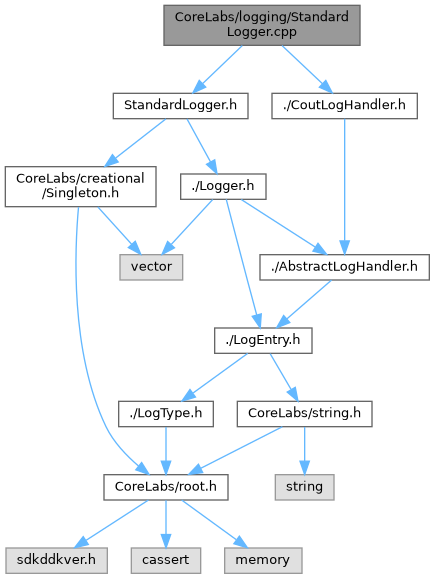 CoreLabs/logging/Standard
Logger.cpp
StandardLogger.h
./CoutLogHandler.h
CoreLabs/creational
/Singleton.h
./Logger.h
vector
./AbstractLogHandler.h
./LogEntry.h
./LogType.h
CoreLabs/string.h
CoreLabs/root.h
string
sdkddkver.h
cassert
memory